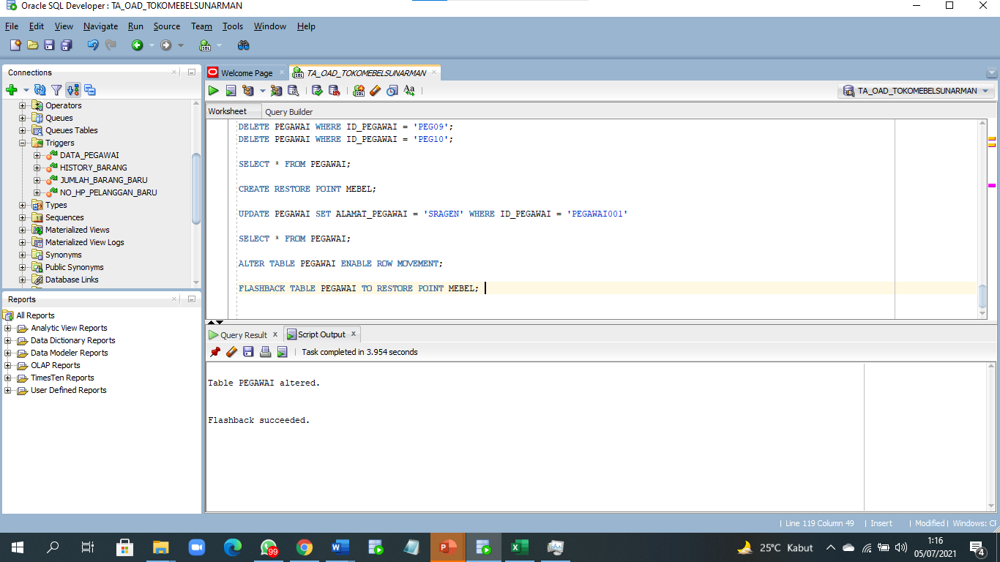 Oracle SQL Developer : TA_OAD_TOKOMEBELSUNARMAN
File Edit View Navigate Run Source Team Tools Window Help
Connections
Operators
Queues
Queues Tables
Triggers
DATA_PEGAWAI
HISTORY_BARANG
JUMLAH_BARANG_BARU
NO_HP_PELANGGAN_BARU
Types
Sequences
Materialized Views
Materialized View Logs
Synonyms
Public Synonyms
Database Links
Reports
All Reports
Analytic View Reports
Data Dictionary Reports
Data Modeler Reports
OLAP Reports
TimesTen Reports
User Defined Reports
Welcome Page TA_OAD_TOKOMEBELSUNARMAN
TA_OAD_TOKOMEBELSUNARMAN
Worksheet Query Builder
DELETE PEGAWAI WHERE ID_PEGAWAI = 'PEG09';
DELETE PEGAWAI WHERE ID_PEGAWAI = 'PEG10';
SELECT * FROM PEGAWAI;
CREATE RESTORE POINT MEBEL;
UPDATE PEGAWAI SET ALAMAT_PEGAWAI = 'SRAGEN' WHERE ID_PEGAWAI = 'PEGAWAI001'
SELECT * FROM PEGAWAI;
ALTER TABLE PEGAWAI ENABLE ROW MOVEMENT;
FLASHBACK TABLE PEGAWAI TO RESTORE POINT MEBEL;
Query Result Script Output
Task completed in 3.954 seconds
Table PEGAWAI altered.
Flashback succeeded.
Line 119 Column 49 Insert Modified Windows: CF
99
25°C Kabut
1:16
05/07/2021
4